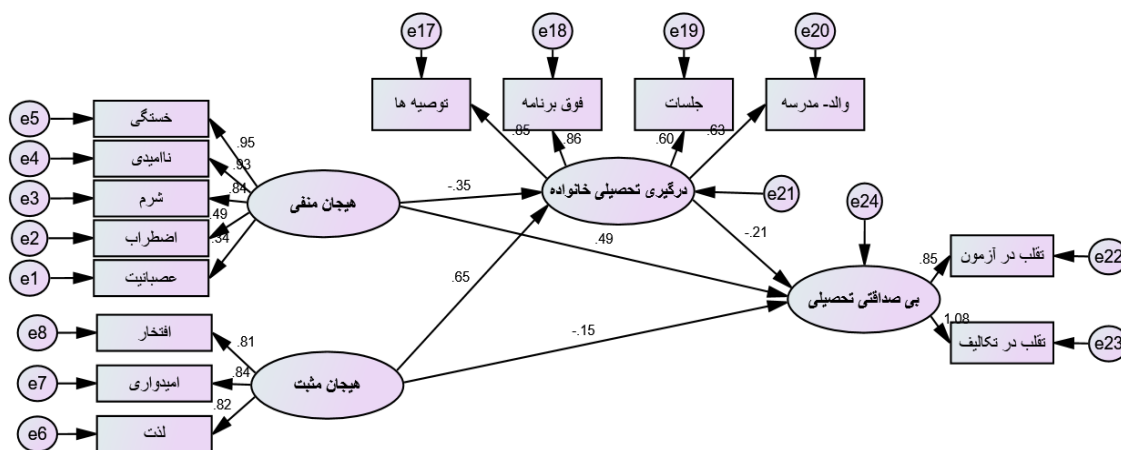 e17
e18
e19
e20
توصیه ها
فوق برنامه
جلسات
والد- مدرسه
.85
.86
.60
.63
e5
خستگی
.95
e4
ناامیدی
.93
e3
شرم
.84
e2
اضطراب
.49
e1
عصبانیت
.34
هیجان منفی
-.35
درگیری تحصیلی خانواده
e21
e24
.49
-.21
.65
-.15
بی صداقتی تحصیلی
.85
تقلب در آزمون
e22
1.08
تقلب در تکالیف
e23
e8
افتخار
.81
e7
امیدواری
.84
e6
لذت
.82
هیجان مثبت